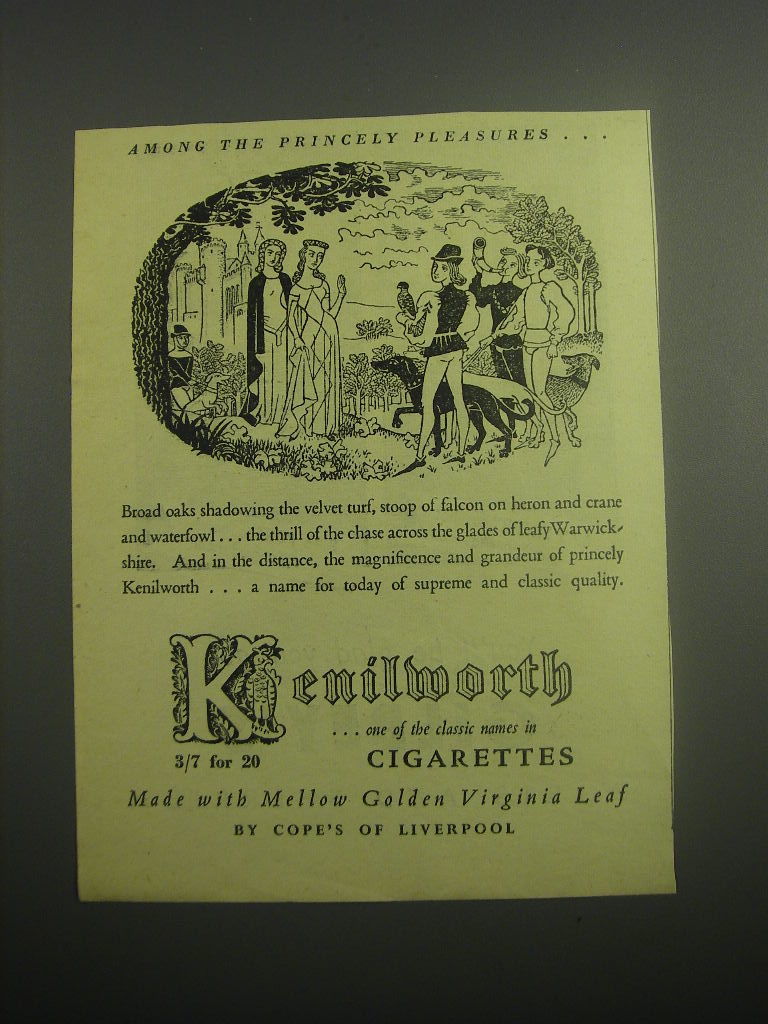 AMONG THE PRINCELY PLEASURES . . .
Broad oaks shadowing the velvet turf, stoop of falcon on heron and crane
and waterfowl . . . the thrill of the chase across the glades of leafy Warwick-
shire. And in the distance, the magnificence and grandeur of princely
Kenilworth . . . a name for today of supreme and classic quality.
Kenilworth
. . . one of the classic names in
3/7 for 20 CIGARETTES
Made with Mellow Golden Virginia Leaf
BY COPE'S OF LIVERPOOL